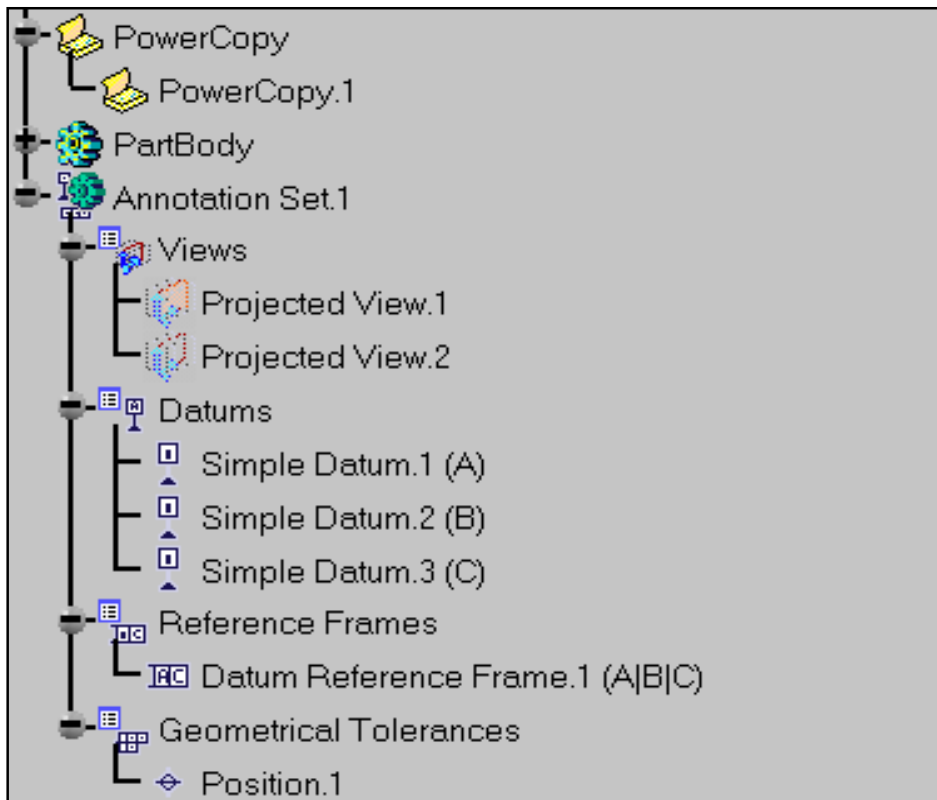 PowerCopy
PowerCopy.1
PartBody
Annotation Set.1
Views
Projected View.1
Projected View.2
Datums
Simple Datum.1 (A)
Simple Datum.2 (B)
Simple Datum.3 (C)
Reference Frames
Datum Reference Frame.1 (A|B|C)
Geometrical Tolerances
Position.1